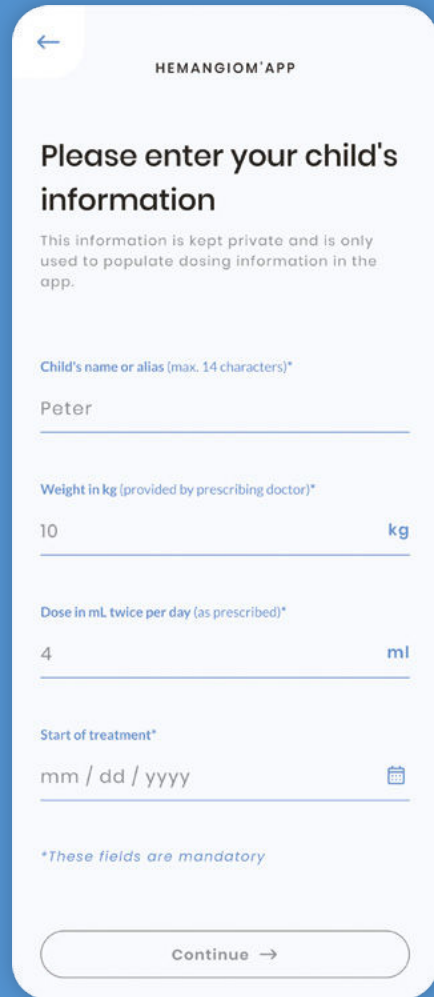 HEMANGIOM'APP
Please enter your child's
information
This information is kept private and is only
used to populate dosing information in the
app.
Child's name or alias (max. 14 characters)*
Peter
Weight in kg (provided by prescribing doctor)*
10 kg
Dose in mL twice per day (as prescribed)*
4 ml
Start of treatment*
mm / dd / yyyy
*These fields are mandatory
Continue →